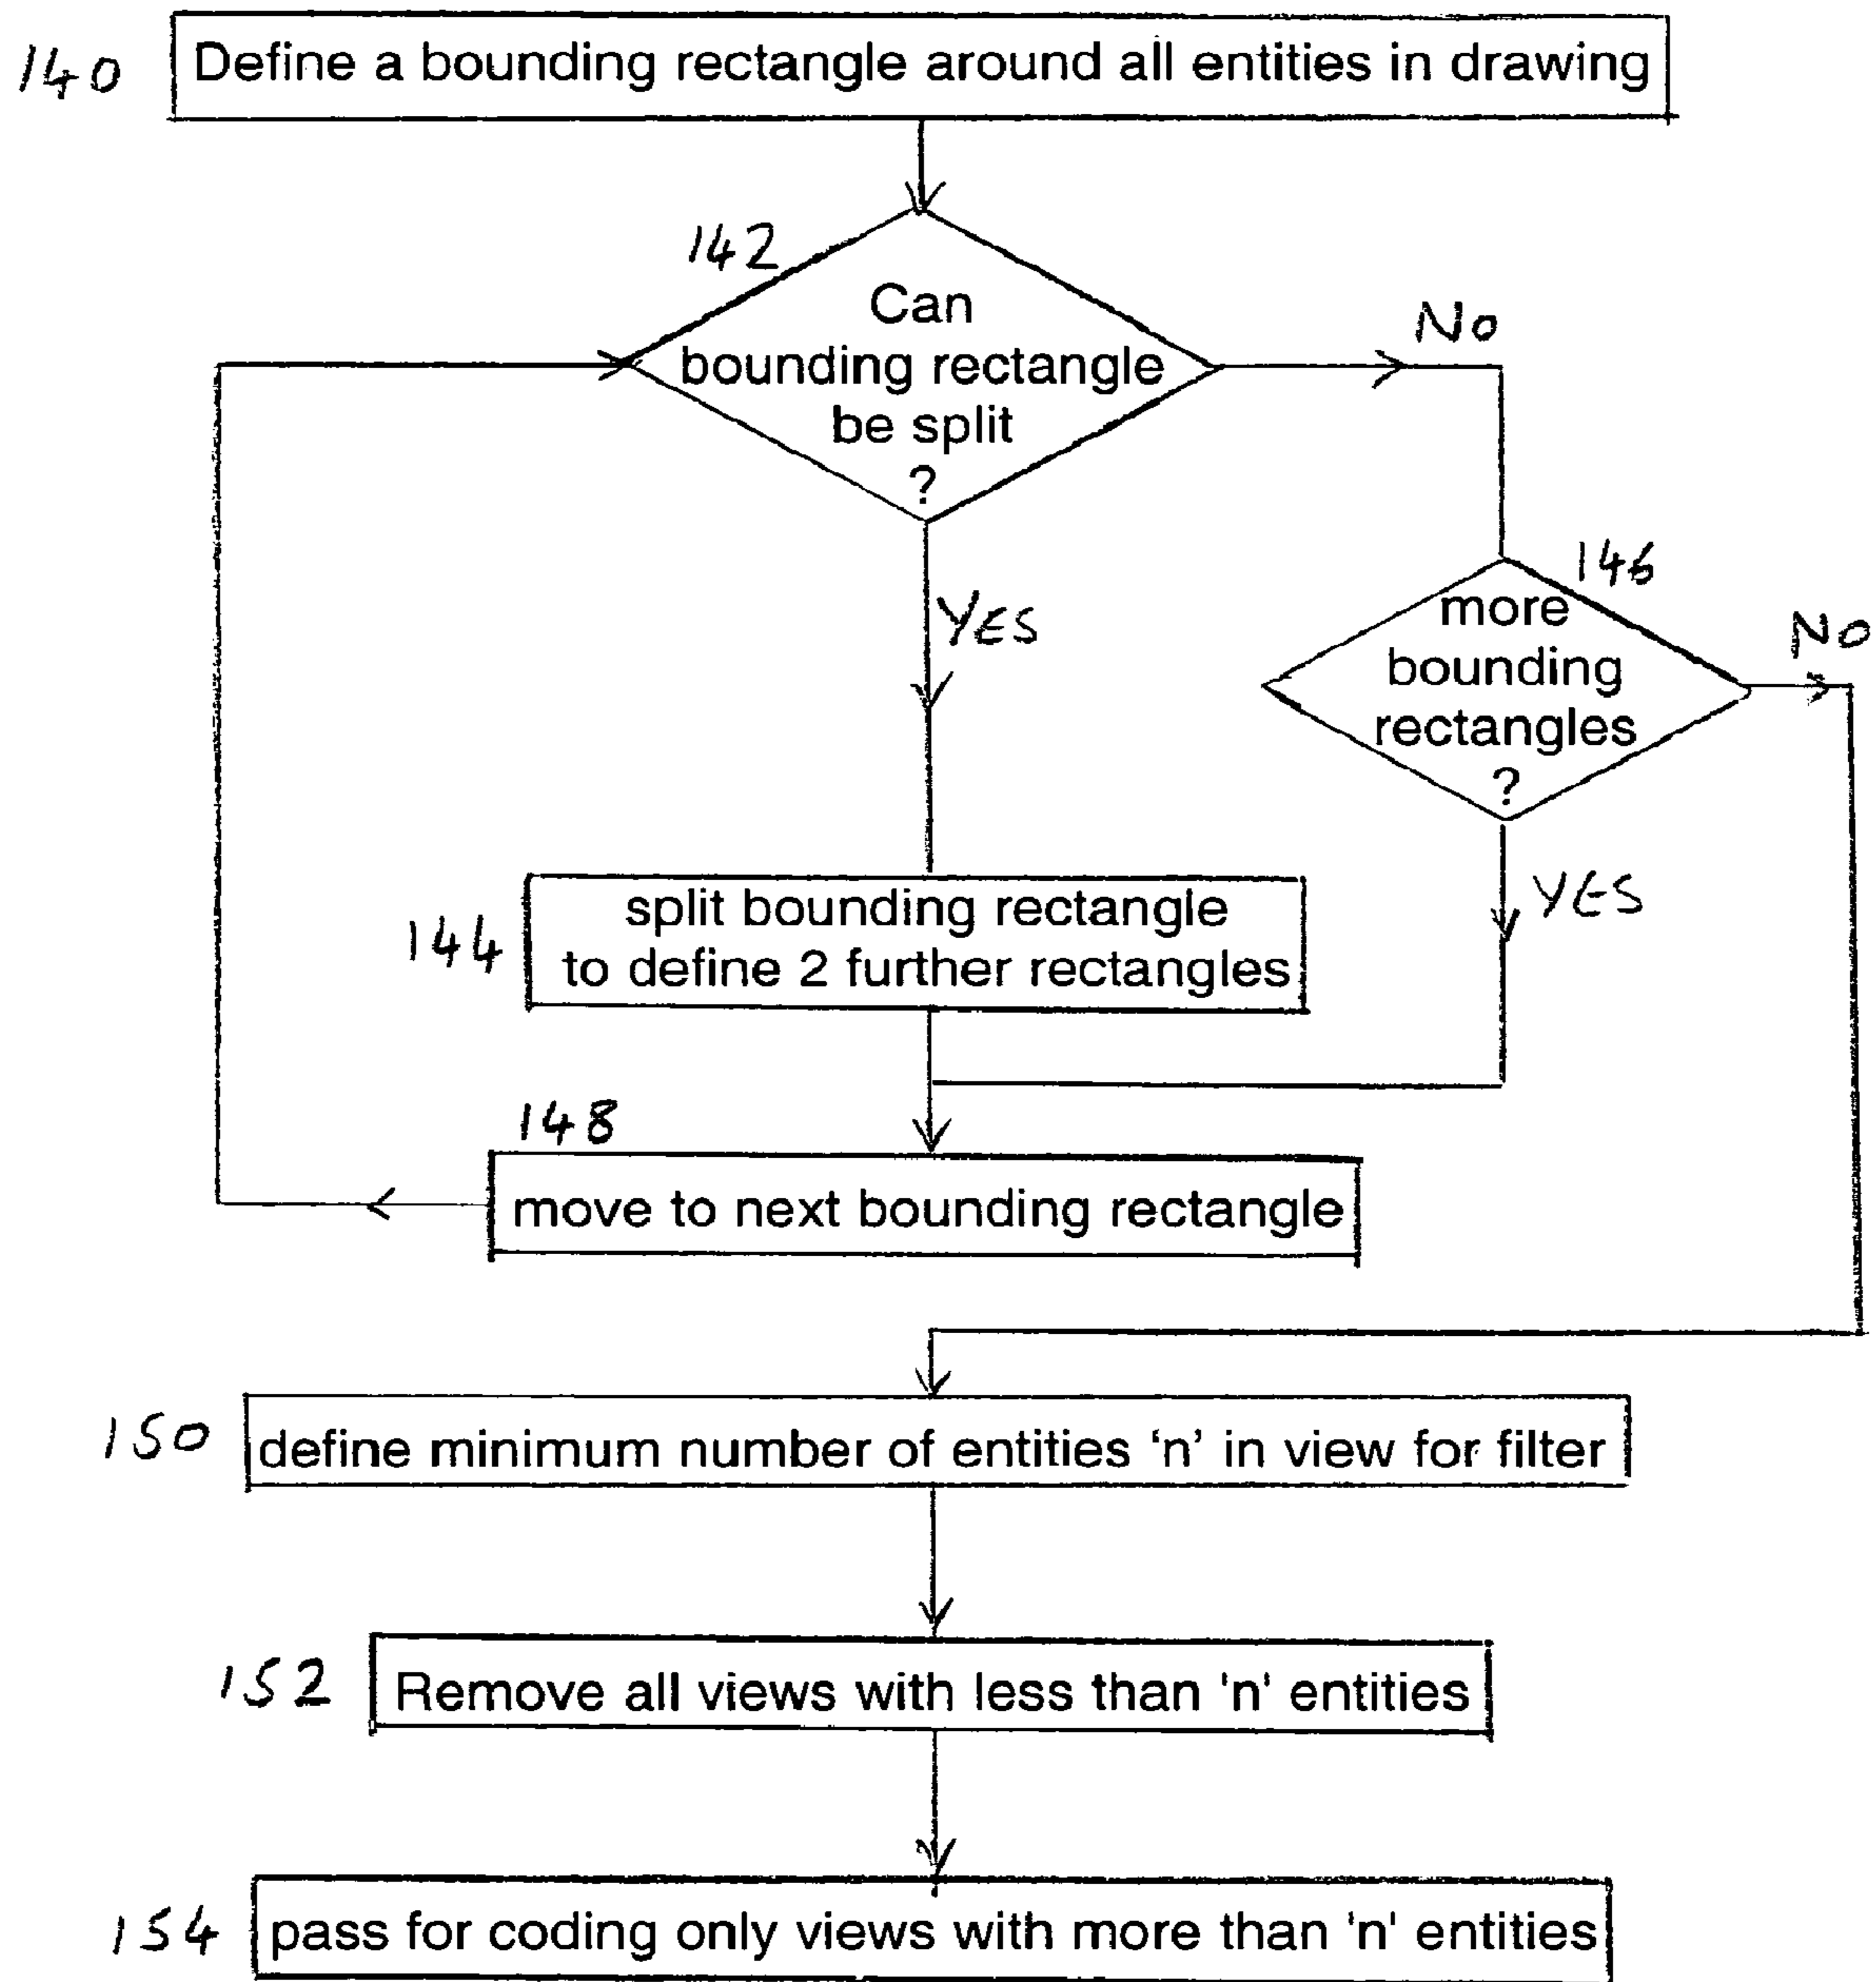 140
Define a bounding rectangle around all entities in drawing
142
Can
bounding rectangle
be split
?
No
YES
146
more
bounding
rectangles
?
No
YES
144
split bounding rectangle
to define 2 further rectangles
148
move to next bounding rectangle
150
define minimum number of entities ‘n’ in view for filter
152
Remove all views with less than 'n' entities
154
pass for coding only views with more than 'n' entities